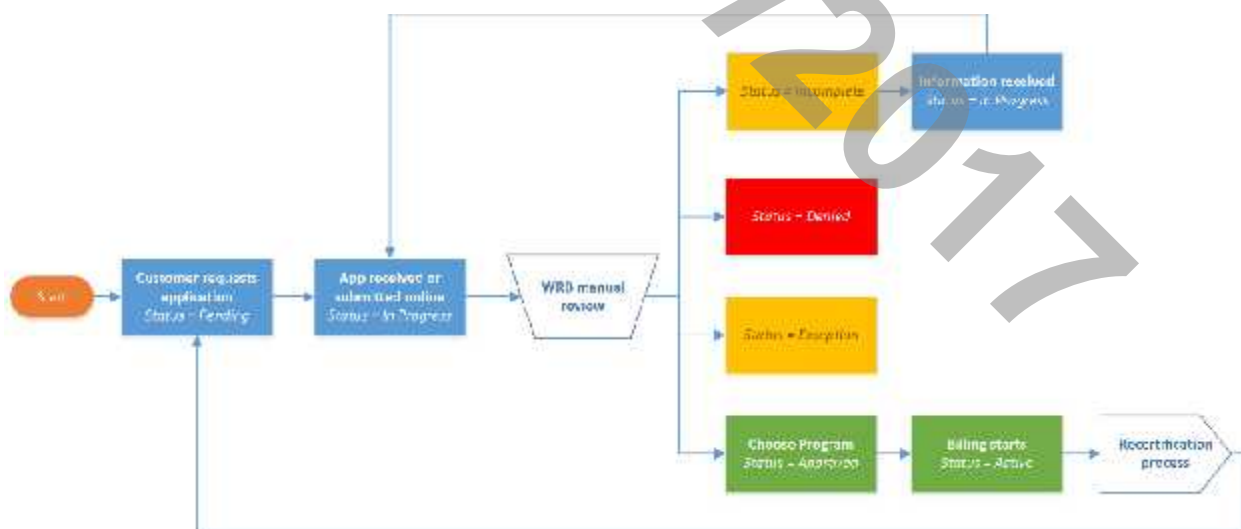 Start
Customer requests
application
Status = Pending
App received or
submitted online
Status = In Progress
WRB manual
review
Status = Incomplete
Information received
Status = In Progress
Status = Denied
Status = Exception
Choose Program
Status = Approved
Billing starts
Status = Active
Recertification
process
2017